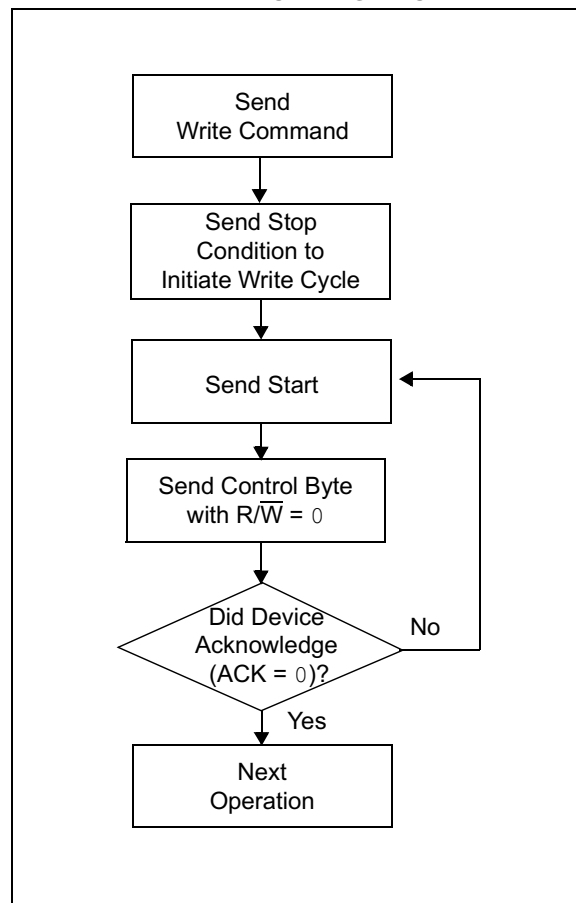 Send
Write Command
Send Stop
Condition to
Initiate Write Cycle
Send Start
Send Control Byte
with R/W̅ = 0
Did Device
Acknowledge
(ACK = 0)?
No
Yes
Next
Operation